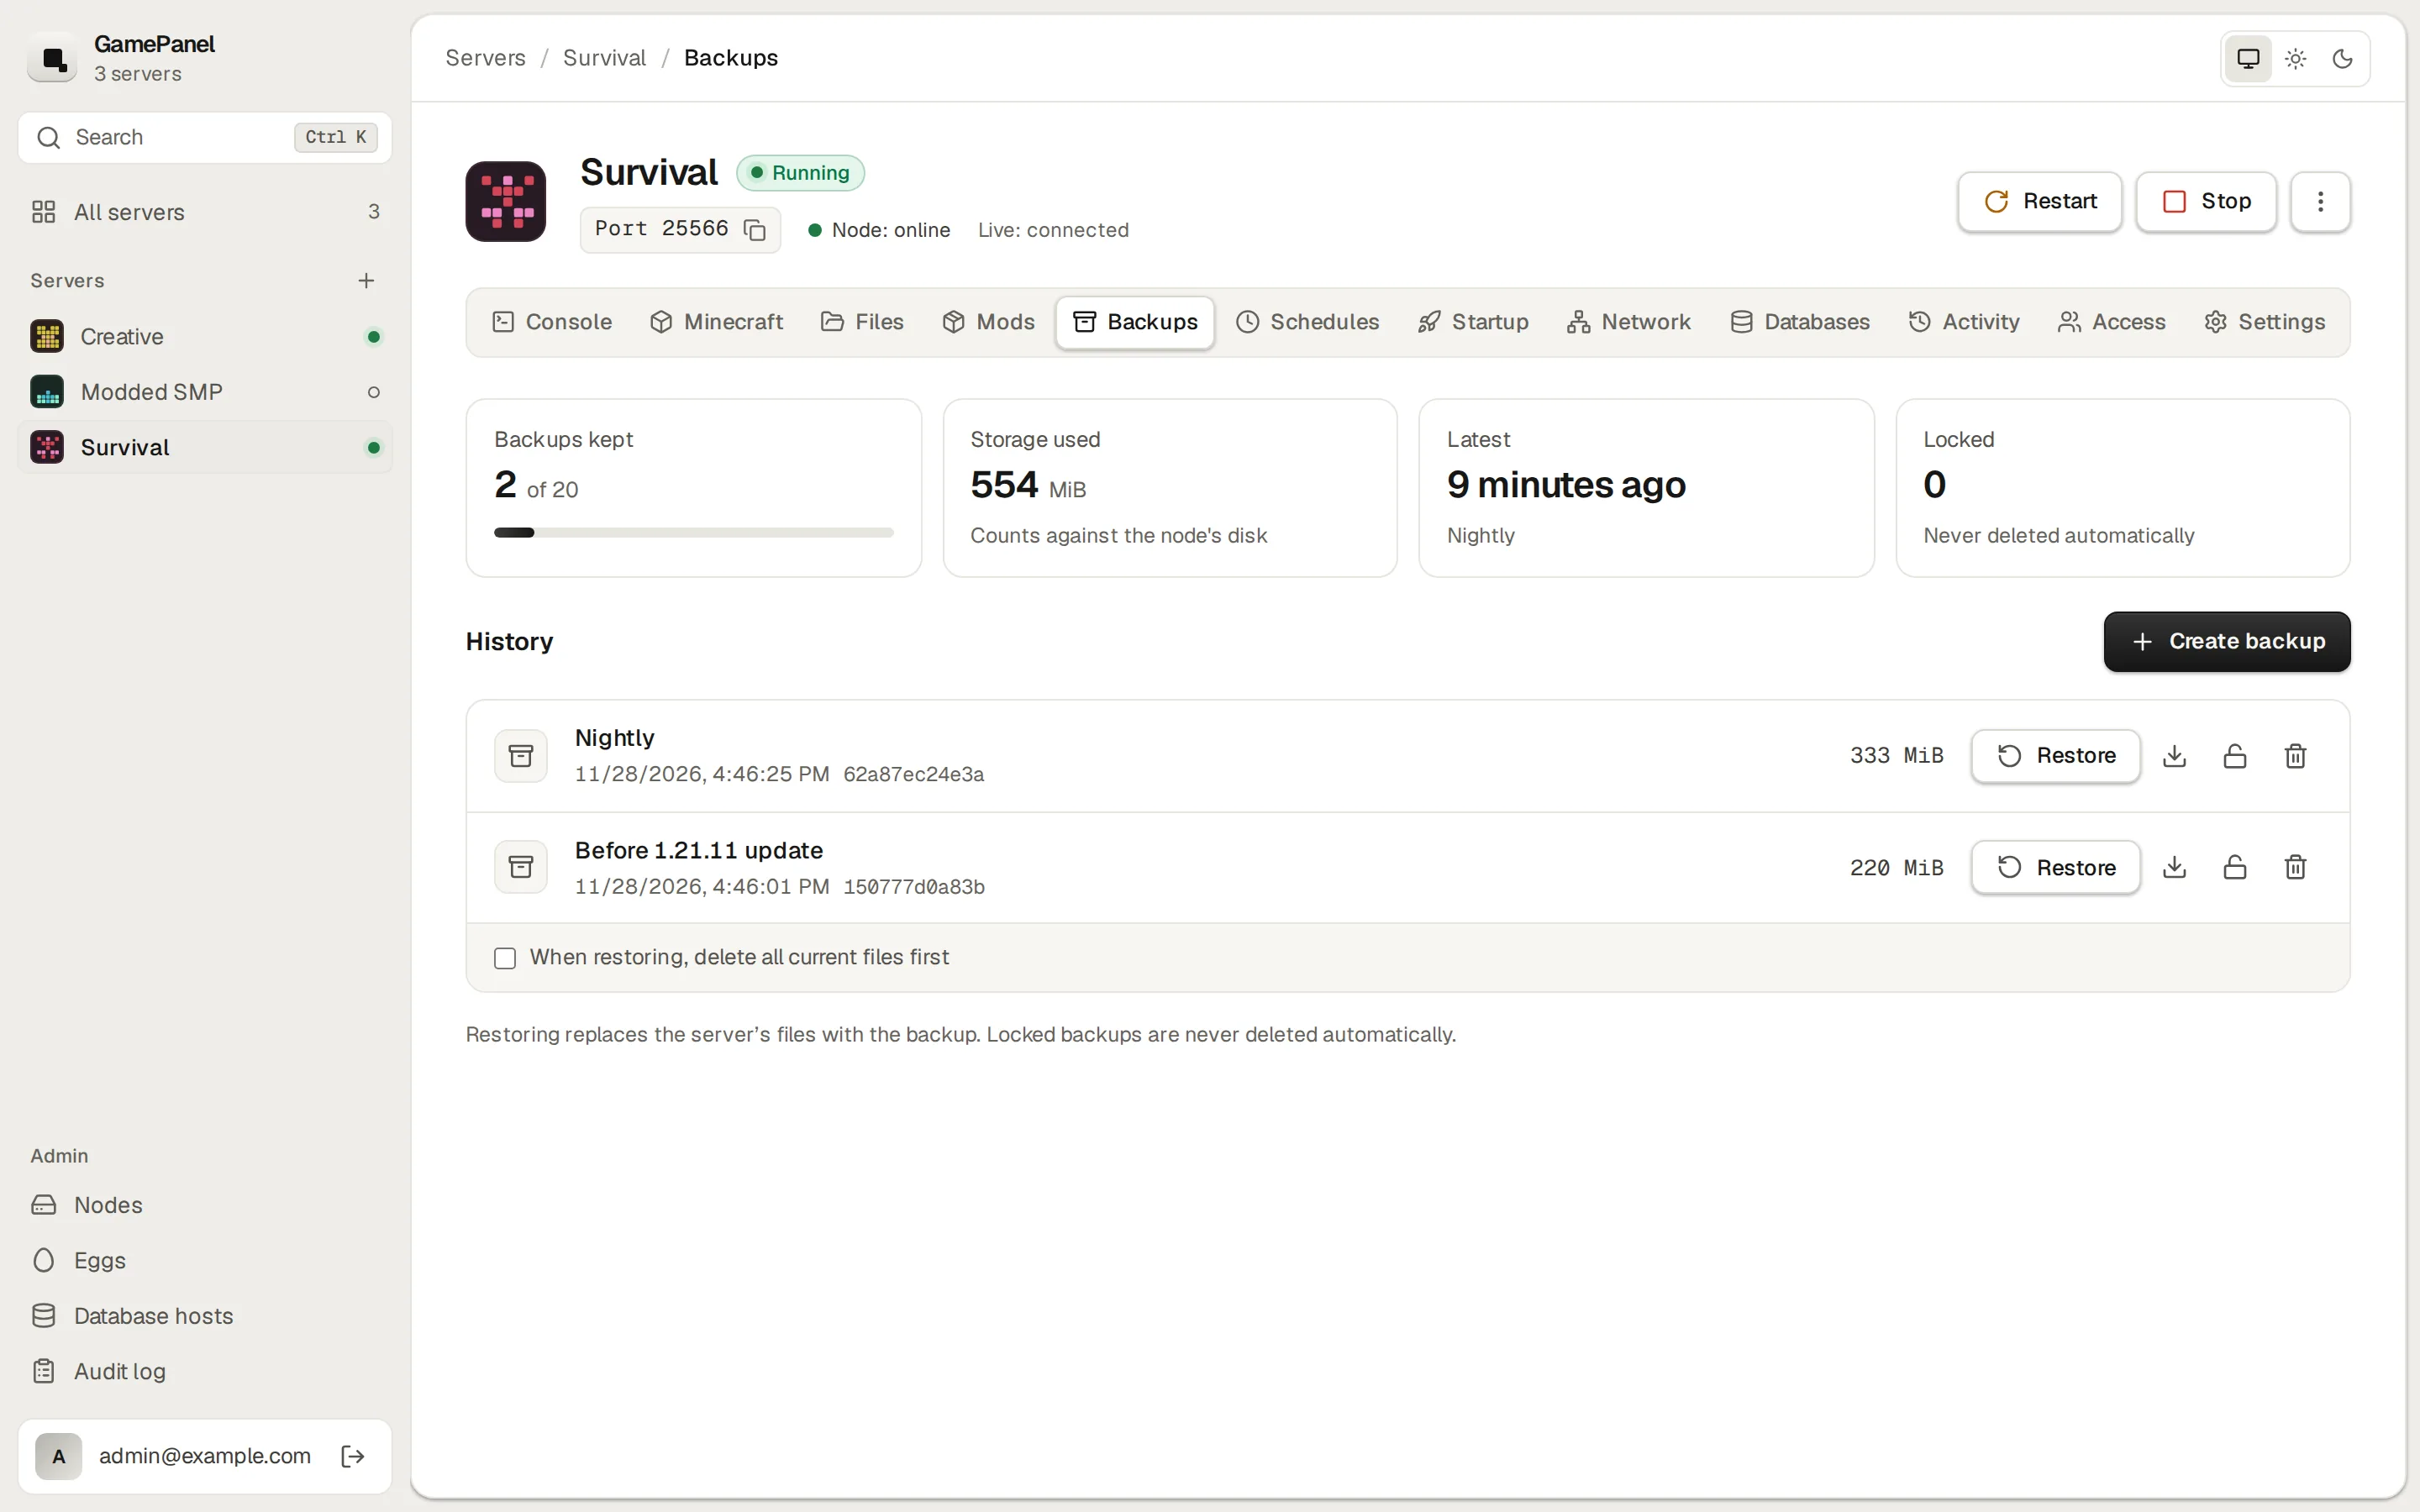 GamePanel
3 servers
Search
Ctrl K
All servers
3
Servers
Creative
Modded SMP
Survival
Admin
Nodes
Eggs
Database hosts
Audit log
A
admin@example.com
Servers / Survival / Backups
Survival
Running
Port 25566
Node: online
Live: connected
Restart
Stop
Console
Minecraft
Files
Mods
Backups
Schedules
Startup
Network
Databases
Activity
Access
Settings
Backups kept
2 of 20
Storage used
554 MiB
Counts against the node's disk
Latest
9 minutes ago
Nightly
Locked
0
Never deleted automatically
History
Create backup
Nightly
11/28/2026, 4:46:25 PM 62a87ec24e3a
333 MiB
Restore
Before 1.21.11 update
11/28/2026, 4:46:01 PM 150777d0a83b
220 MiB
Restore
When restoring, delete all current files first
Restoring replaces the server’s files with the backup. Locked backups are never deleted automatically.